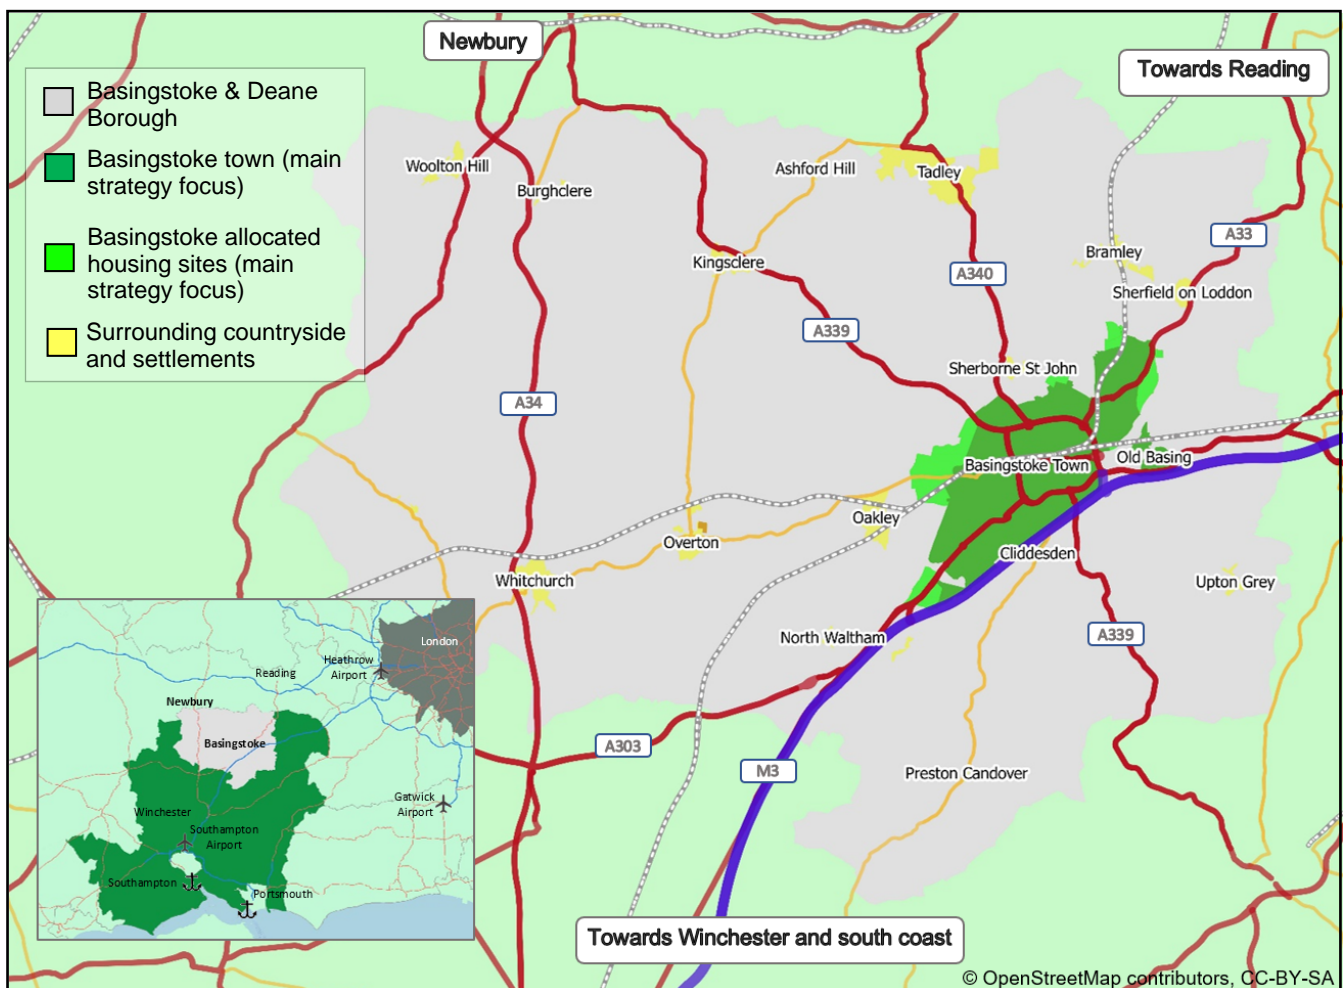 Newbury
Towards Reading
Basingstoke & Deane
Borough
Basingstoke town (main
strategy focus)
Basingstoke allocated
housing sites (main
strategy focus)
Surrounding countryside
and settlements
Woolton Hill
Burghclere
Ashford Hill
Tadley
A33
Bramley
Kingsclere
A340
Sherfield on Loddon
A339
Sherborne St John
A34
Basingstoke Town
Old Basing
Oakley
Overton
Cliddesden
Whitchurch
Upton Grey
North Waltham
A339
A303
M3
Preston Candover
London
Heathrow
Airport
Reading
Newbury
Basingstoke
Gatwick
Airport
Winchester
Southampton
Airport
Southampton
Portsmouth
Towards Winchester and south coast
© OpenStreetMap contributors, CC-BY-SA